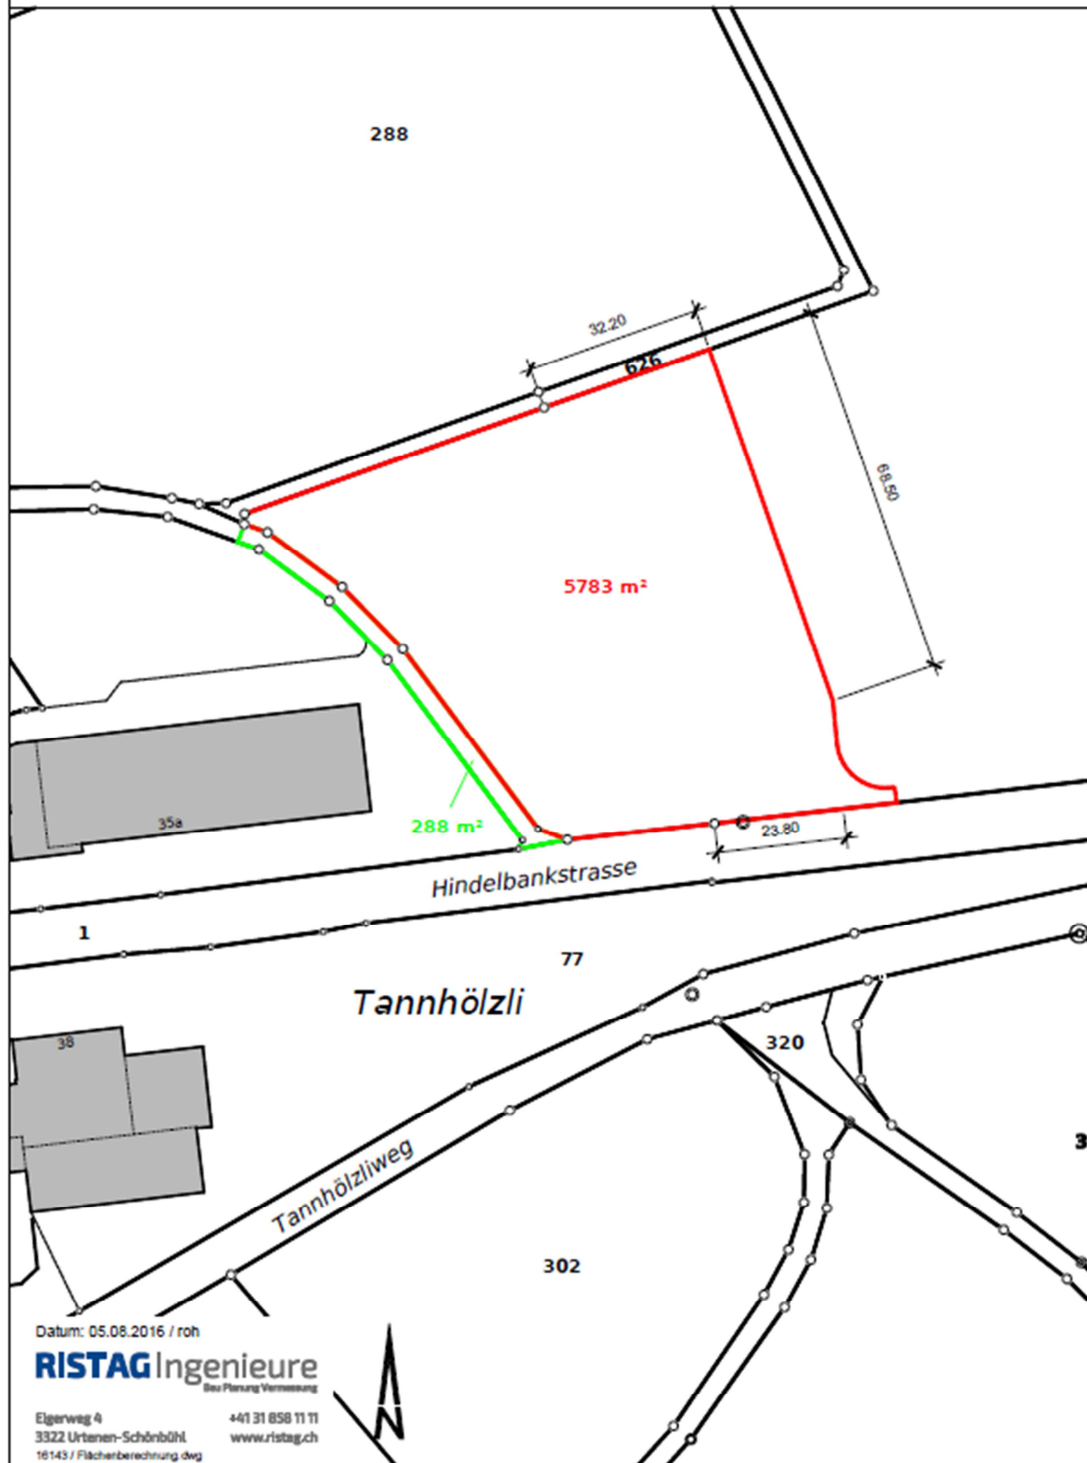 288
32.20
626
68.50
5783 m²
35a
288 m²
23.80
Hindelbankstrasse
1
77
Tannhölzli
38
320
3
Tannhölzliweg
302
Datum: 05.08.2016 / roh
RISTAG Ingenieure
Bau Planung Vermessung
Eigerweg 4 +41 31 858 11 11
3322 Urtenen-Schönbühl www.ristag.ch
16143 / Flächenberechnung.dwg